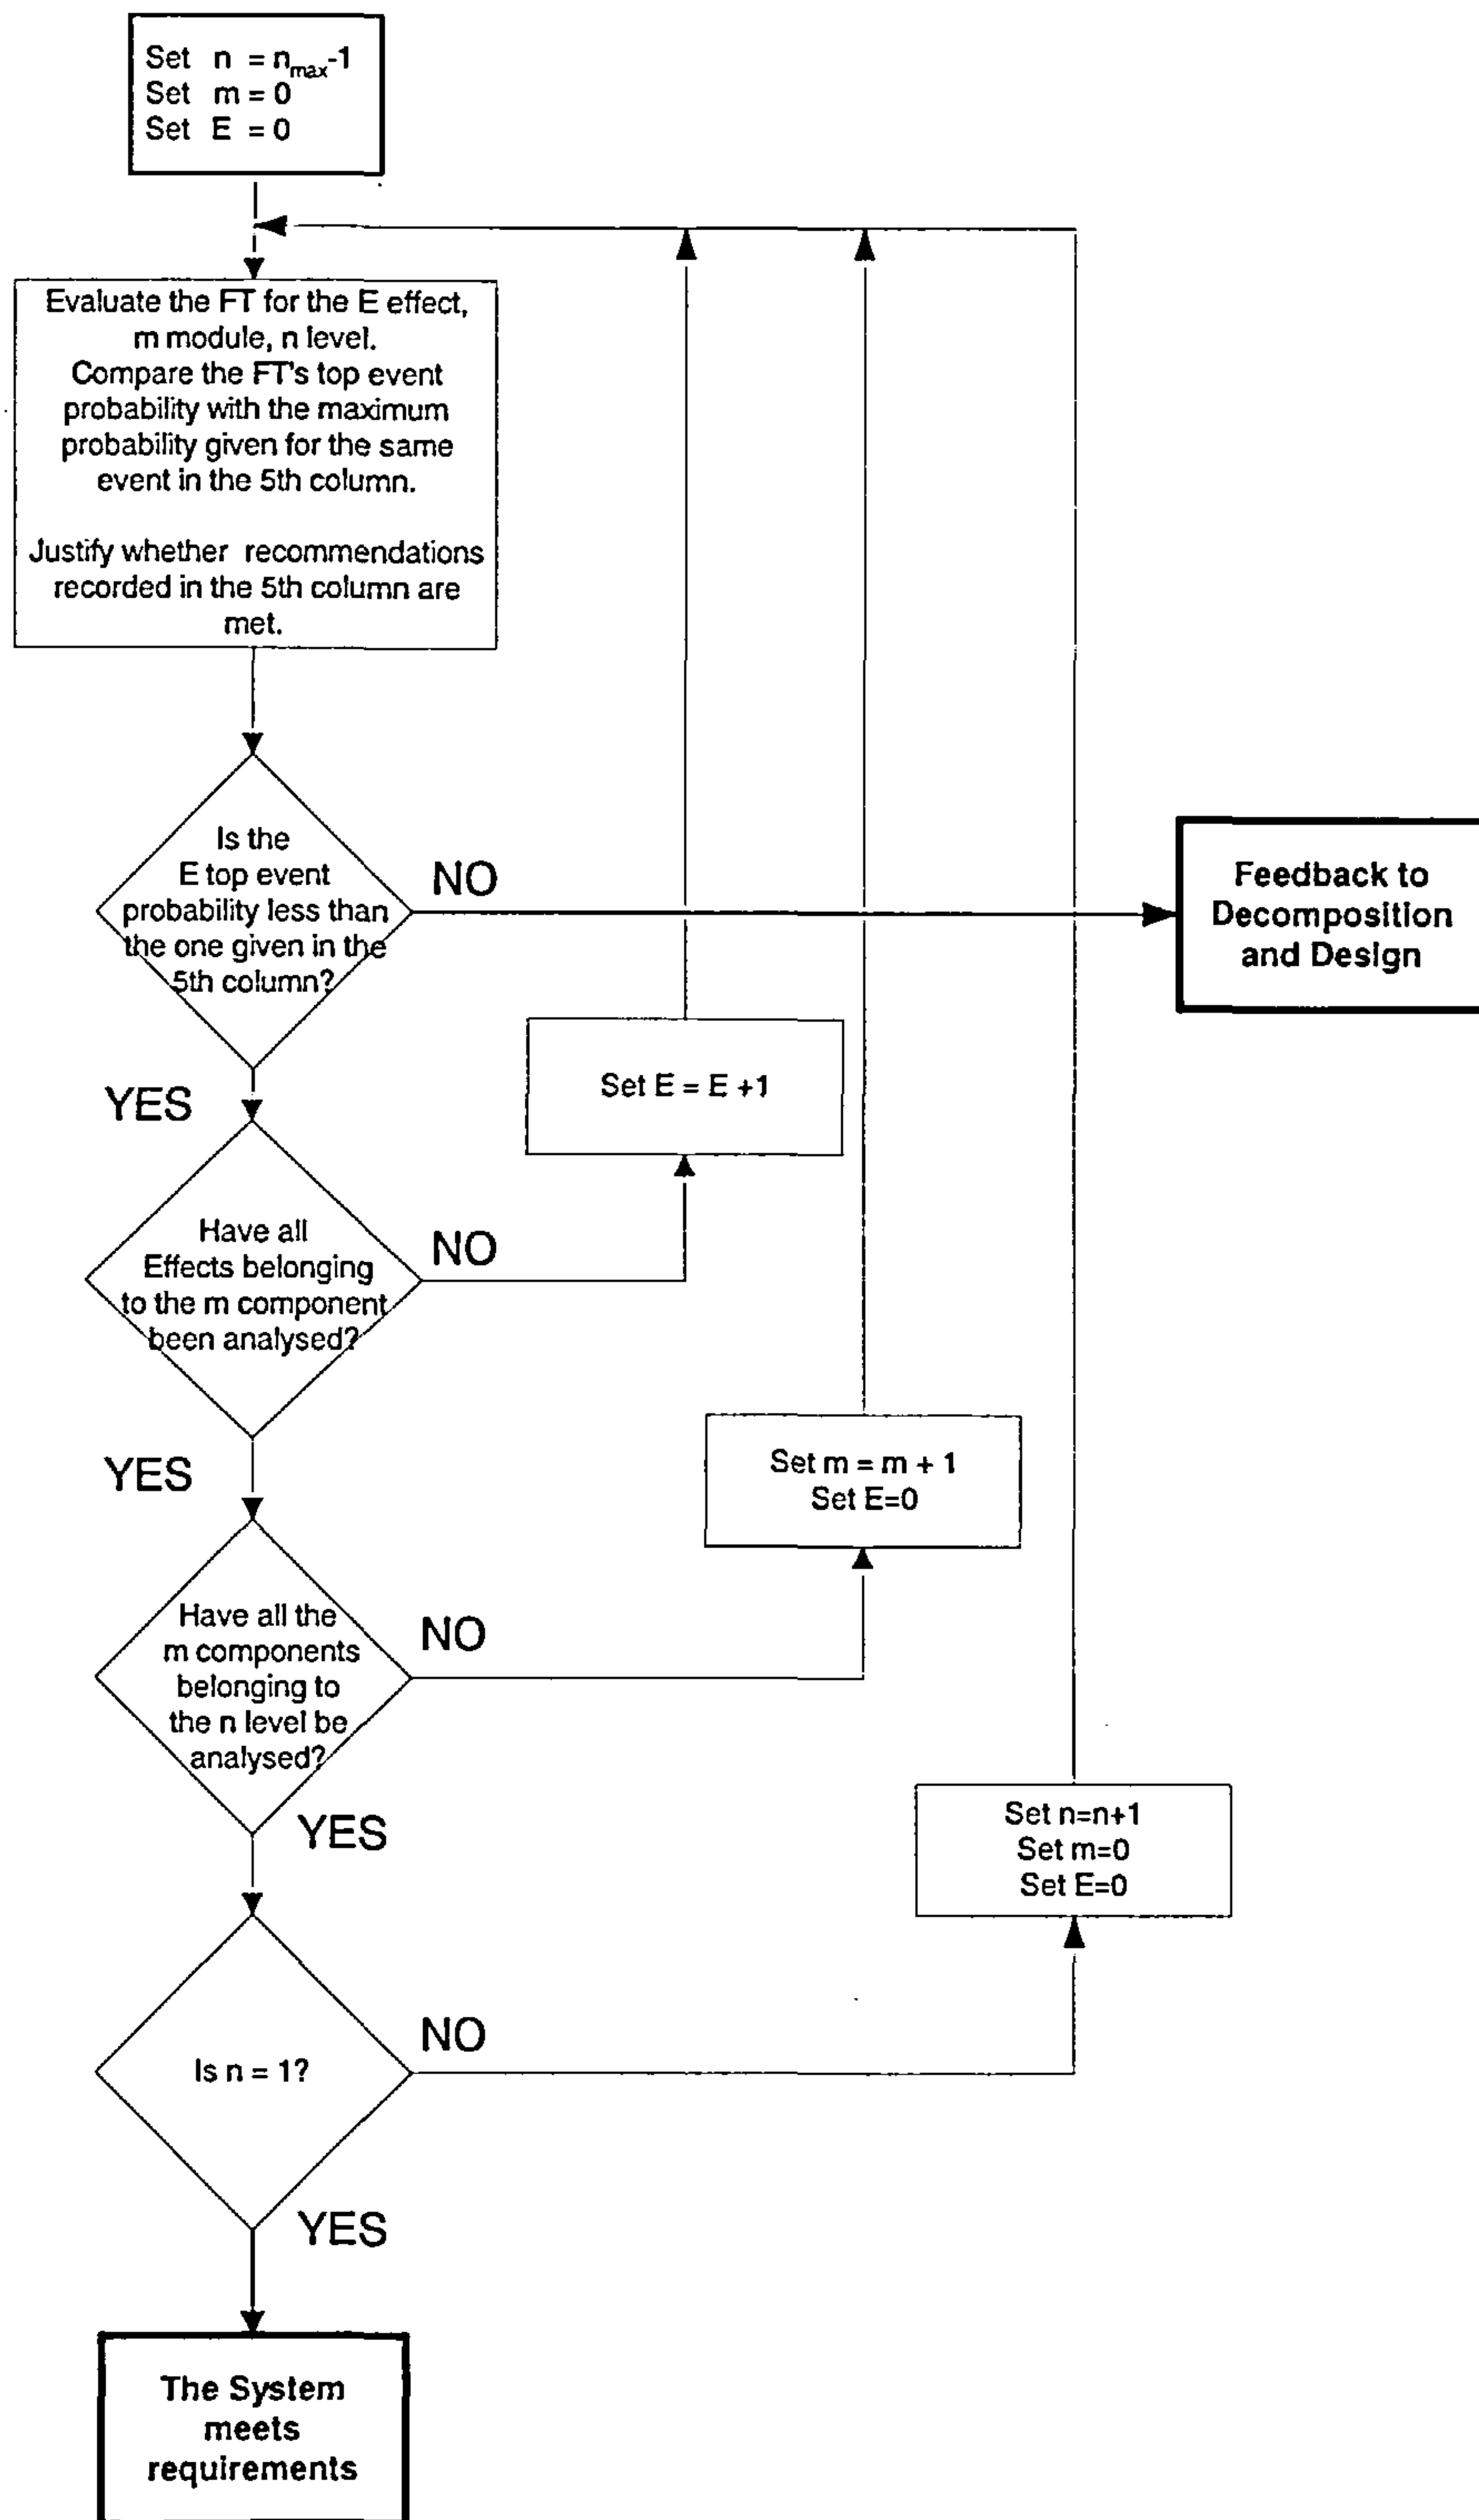 Set n = nmax-1
Set m = 0
Set E = 0
Evaluate the FT for the E effect,
m module, n level.
Compare the FT's top event
probability with the maximum
probability given for the same
event in the 5th column.
Justify whether recommendations
recorded in the 5th column are
met.
Is the
E top event
probability less than
the one given in the
5th column?
NO
Feedback to
Decomposition
and Design
YES
Set E = E +1
Have all
Effects belonging
to the m component
been analysed?
NO
YES
Set m = m + 1
Set E=0
Have all the
m components
belonging to
the n level be
analysed?
NO
YES
Set n=n+1
Set m=0
Set E=0
Is n = 1?
NO
YES
The System
meets
requirements